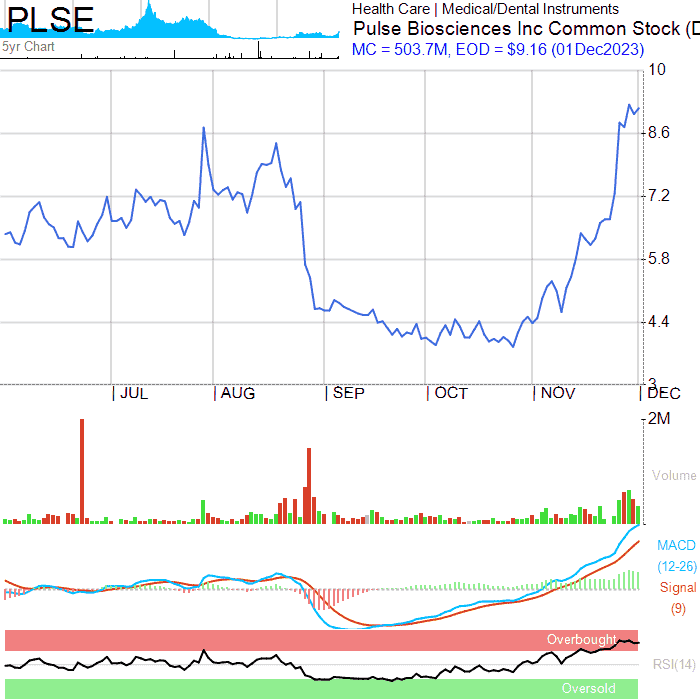 PLSE
5yr Chart
Health Care | Medical/Dental Instruments
Pulse Biosciences Inc Common Stock (D
MC = 503.7M, EOD = $9.16 (01Dec2023)
10
8.6
7.2
5.8
4.4
3
JUL AUG SEP OCT NOV DEC
2M
Volume
MACD
(12-26)
Signal
(9)
Overbought
RSI(14)
Oversold